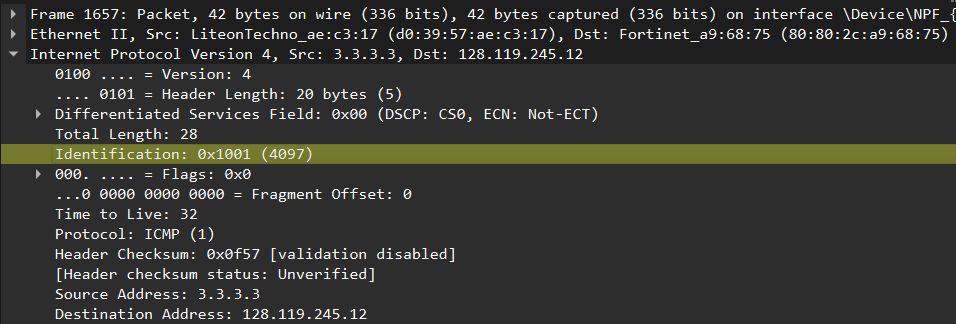 Frame 1657: Packet, 42 bytes on wire (336 bits), 42 bytes captured (336 bits) on interface \Device\NPF_{
Ethernet II, Src: LiteonTechno_ae:c3:17 (d0:39:57:ae:c3:17), Dst: Fortinet_a9:68:75 (80:80:2c:a9:68:75)
Internet Protocol Version 4, Src: 3.3.3.3, Dst: 128.119.245.12
0100 .... = Version: 4
.... 0101 = Header Length: 20 bytes (5)
Differentiated Services Field: 0x00 (DSCP: CS0, ECN: Not-ECT)
Total Length: 28
Identification: 0x1001 (4097)
000. .... = Flags: 0x0
...0 0000 0000 0000 = Fragment Offset: 0
Time to Live: 32
Protocol: ICMP (1)
Header Checksum: 0x0f57 [validation disabled]
[Header checksum status: Unverified]
Source Address: 3.3.3.3
Destination Address: 128.119.245.12